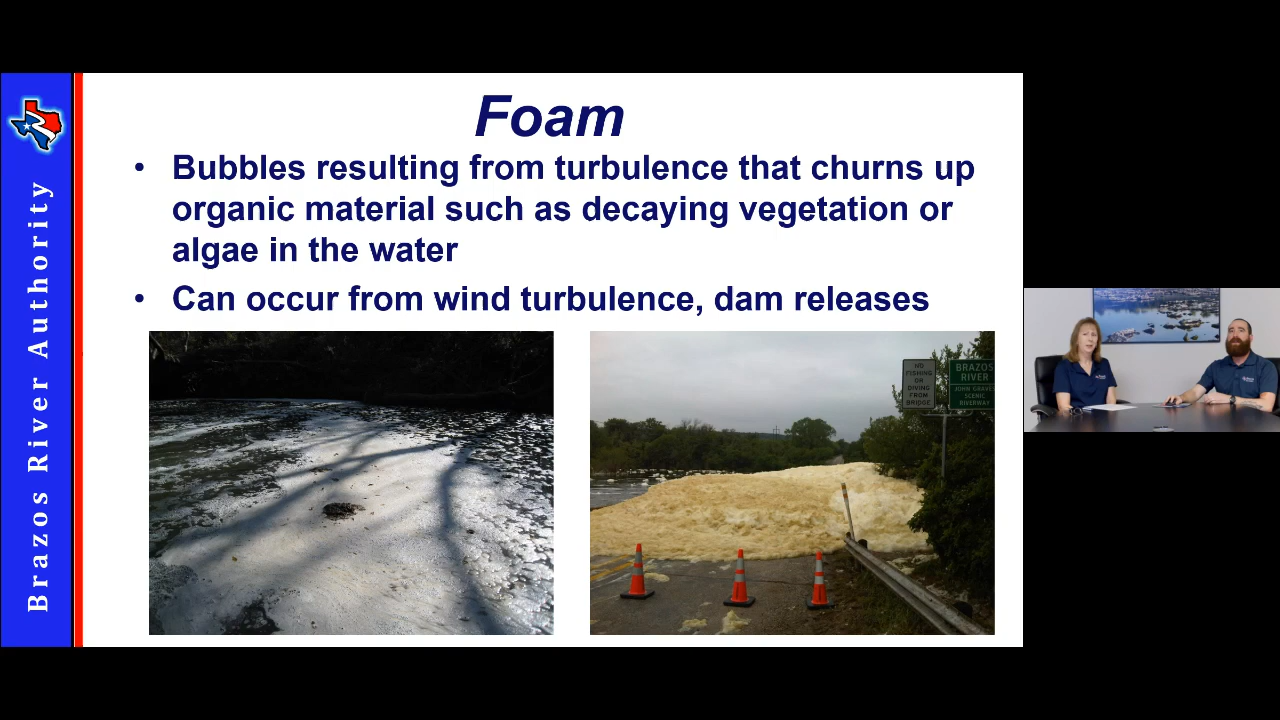 Brazos River Authority
Foam
• Bubbles resulting from turbulence that churns up
organic material such as decaying vegetation or
algae in the water
• Can occur from wind turbulence, dam releases
NO
FISHING
OR
DIVING
FROM
BRIDGE
BRAZOS
RIVER
JOHN GRAVES
SCENIC
RIVERWAY